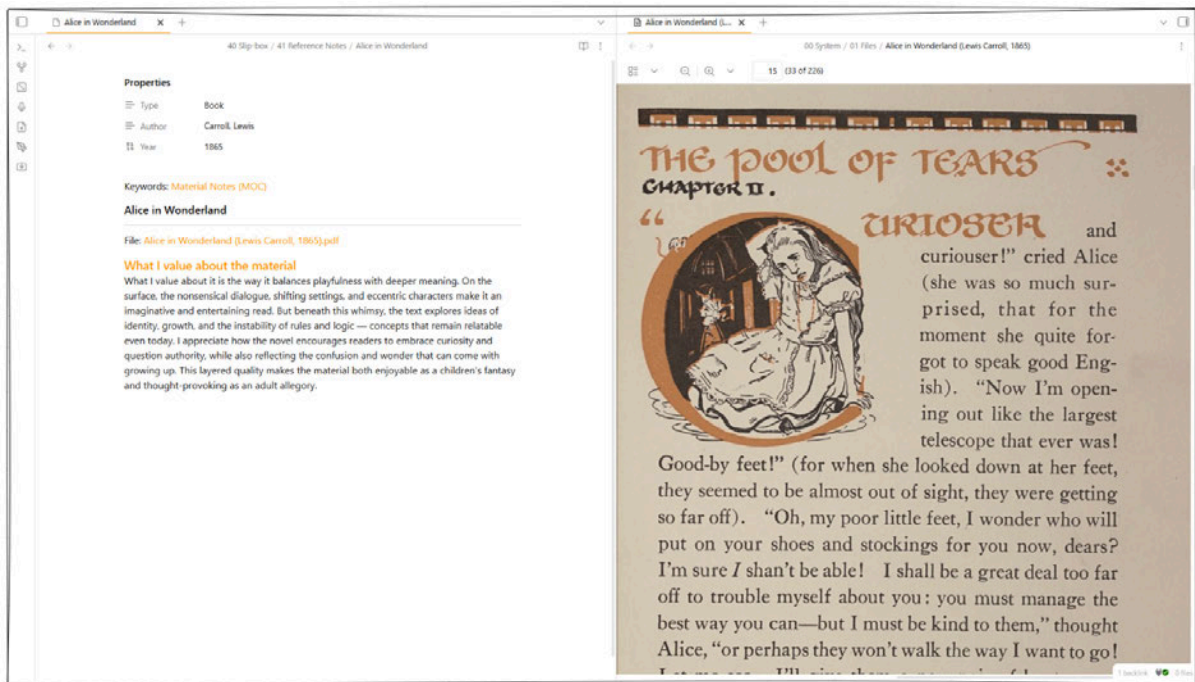 Alice in Wonderland
40 Slip-box / 41 Reference Notes / Alice in Wonderland
Properties
Type Book
Author Carroll, Lewis
Year 1865
Keywords: Material Notes (MOC)
Alice in Wonderland
File: Alice in Wonderland (Lewis Carroll, 1865).pdf
What I value about the material
What I value about it is the way it balances playfulness with deeper meaning. On the
surface, the nonsensical dialogue, shifting settings, and eccentric characters make it an
imaginative and entertaining read. But beneath this whimsy, the text explores ideas of
identity, growth, and the instability of rules and logic — concepts that remain relatable
even today. I appreciate how the novel encourages readers to embrace curiosity and
question authority, while also reflecting the confusion and wonder that can come with
growing up. This layered quality makes the material both enjoyable as a children's fantasy
and thought-provoking as an adult allegory.
Alice in Wonderland (L...
00 System / 01 Files / Alice in Wonderland (Lewis Carroll, 1865)
15 (33 of 226)
THE POOL OF TEARS
CHAPTER II.
“CURIOSER and
curiouser!” cried Alice
(she was so much sur-
prised, that for the
moment she quite for-
got to speak good Eng-
ish). “Now I'm open-
ing out like the largest
telescope that ever was!
Good-by feet!” (for when she looked down at her feet,
they seemed to be almost out of sight, they were getting
so far off). “Oh, my poor little feet, I wonder who will
put on your shoes and stockings for you now, dears?
I'm sure I shan't be able! I shall be a great deal too far
off to trouble myself about you: you must manage the
best way you can—but I must be kind to them,” thought
Alice, “or perhaps they won't walk the way I want to go!
1 backlink